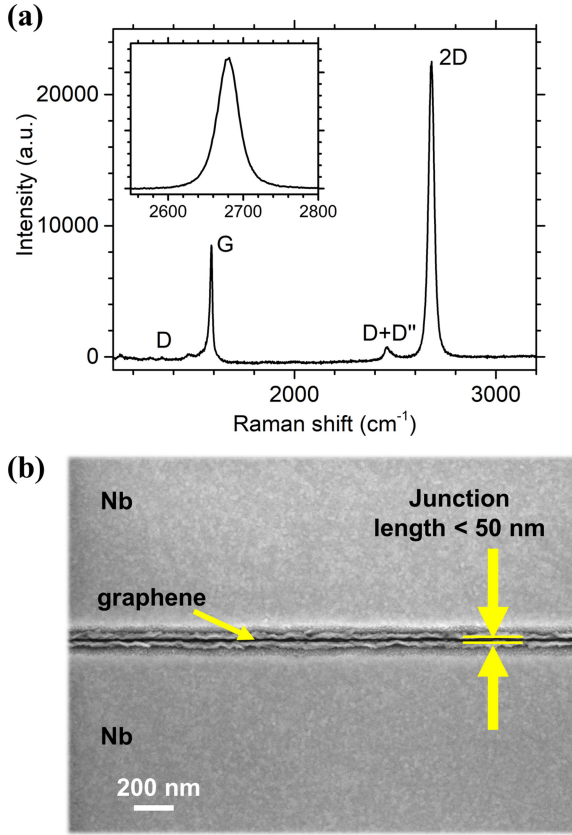 (a)
2D
20000
10000
0
Intensity (a.u.)
2600 2700 2800
G
D
D+D"
2000 3000
Raman shift (cm⁻¹)
(b)
Nb
Junction
length < 50 nm
graphene
Nb
200 nm